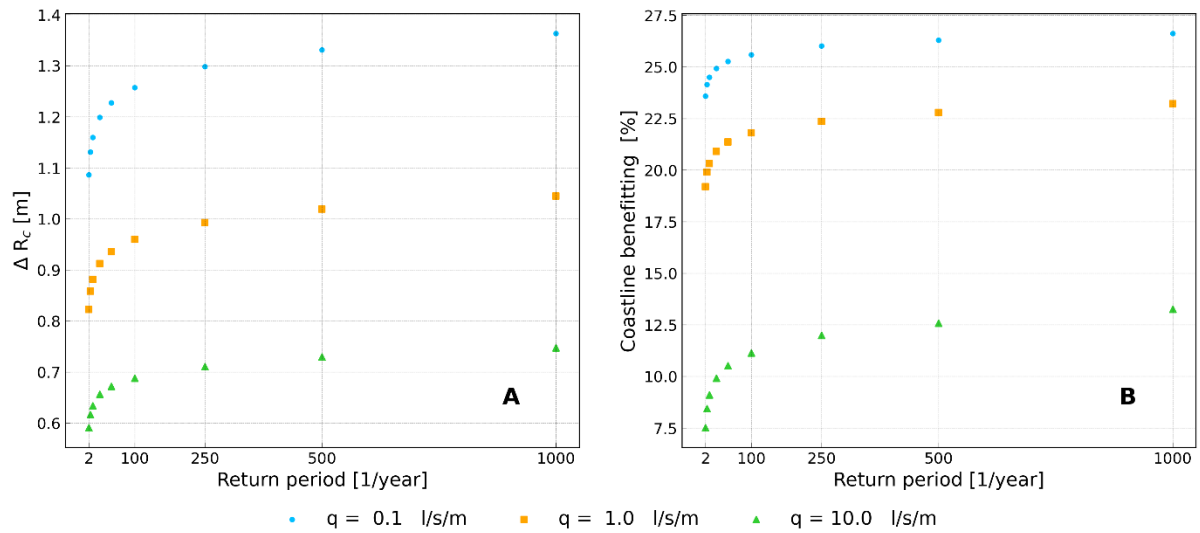 1.4
1.3
1.2
1.1
1.0
0.9
0.8
0.7
0.6
Δ R_c [m]
A
2 100 250 500 1000
Return period [1/year]
27.5
25.0
22.5
20.0
17.5
15.0
12.5
10.0
7.5
Coastline benefitting [%]
B
2 100 250 500 1000
Return period [1/year]
q = 0.1 l/s/m q = 1.0 l/s/m q = 10.0 l/s/m